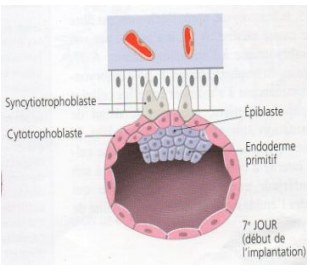 Syncytiotrophoblaste
Cytotrophoblaste
Épiblaste
Endoderme
primitif
7e JOUR
(début de
l'implantation)